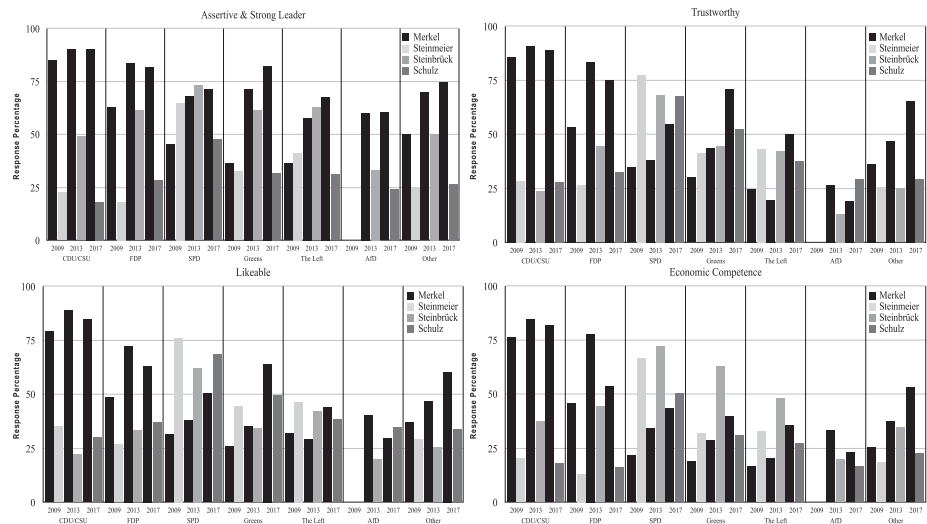 Assertive & Strong Leader
100
75
50
25
0
Response Percentage
Merkel
Steinmeier
Steinbrück
Schulz
2009 2013 2017 2009 2013 2017 2009 2013 2017 2009 2013 2017 2009 2013 2017 2009 2013 2017 2009 2013 2017
CDU/CSU FDP SPD Greens The Left AfD Other
Trustworthy
100
75
50
25
0
Response Percentage
Merkel
Steinmeier
Steinbrück
Schulz
2009 2013 2017 2009 2013 2017 2009 2013 2017 2009 2013 2017 2009 2013 2017 2009 2013 2017 2009 2013 2017
CDU/CSU FDP SPD Greens The Left AfD Other
Likeable
100
75
50
25
0
Response Percentage
Merkel
Steinmeier
Steinbrück
Schulz
2009 2013 2017 2009 2013 2017 2009 2013 2017 2009 2013 2017 2009 2013 2017 2009 2013 2017 2009 2013 2017
CDU/CSU FDP SPD Greens The Left AfD Other
Economic Competence
100
75
50
25
0
Response Percentage
Merkel
Steinmeier
Steinbrück
Schulz
2009 2013 2017 2009 2013 2017 2009 2013 2017 2009 2013 2017 2009 2013 2017 2009 2013 2017 2009 2013 2017
CDU/CSU FDP SPD Greens The Left AfD Other